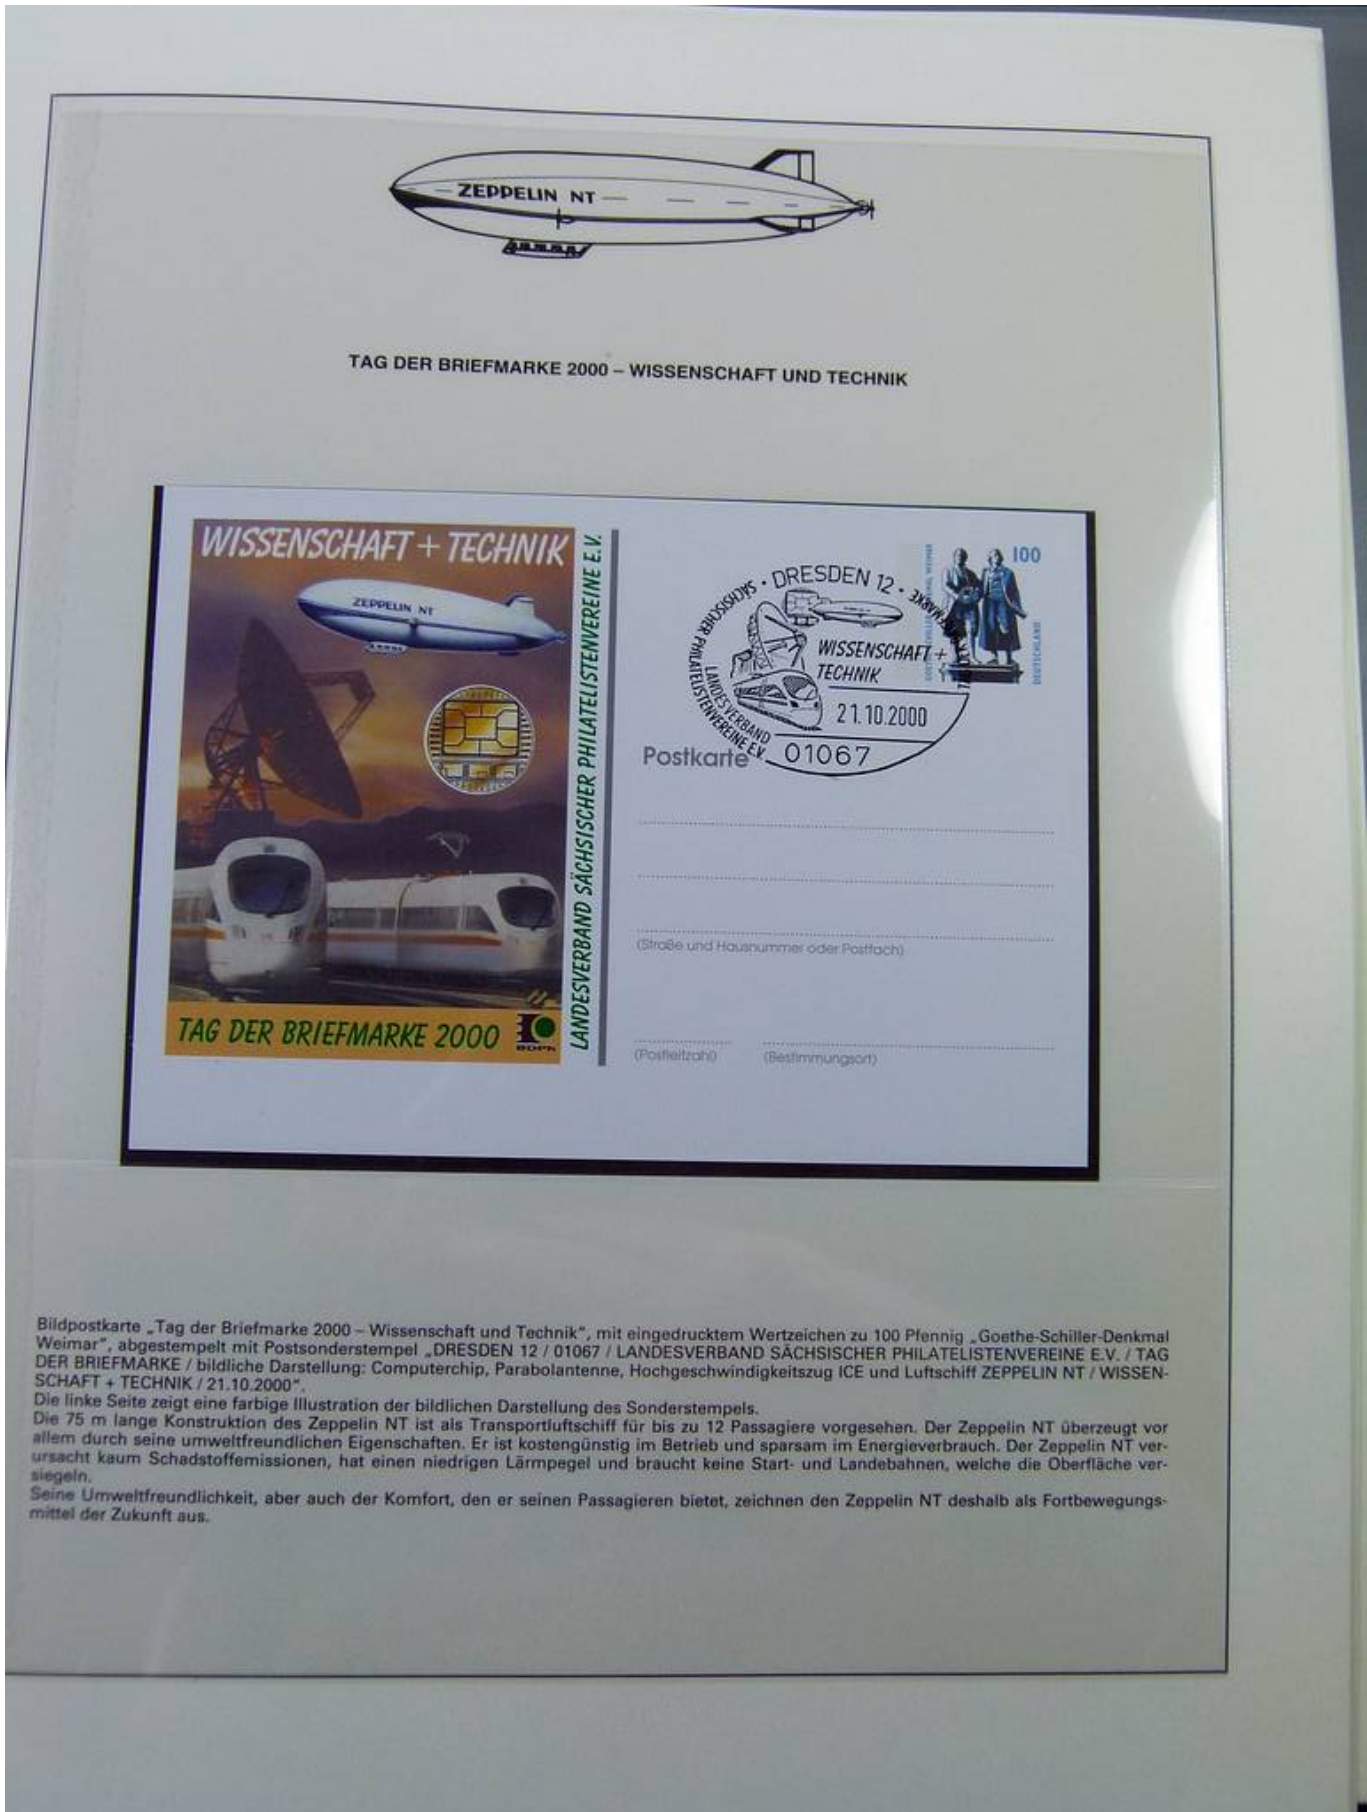 ZEPPELIN NT
TAG DER BRIEFMARKE 2000 – WISSENSCHAFT UND TECHNIK
WISSENSCHAFT + TECHNIK
ZEPPELIN NT
LANDESVERBAND SÄCHSISCHER PHILATELISTENVEREINE E.V.
TAG DER BRIEFMARKE 2000
BDPh
100
DEUTSCHLAND
· DRESDEN 12 ·
LANDESVERBAND
SÄCHSISCHER PHILATELISTENVEREINE E.V.
WISSENSCHAFT +
TECHNIK
21.10.2000
01067
Postkarte
(Straße und Hausnummer oder Postfach)
(Postleitzahl) (Bestimmungsort)
Bildpostkarte „Tag der Briefmarke 2000 – Wissenschaft und Technik“, mit eingedrucktem Wertzeichen zu 100 Pfennig „Goethe-Schiller-Denkmal
Weimar“, abgestempelt mit Postsonderstempel „DRESDEN 12 / 01067 / LANDESVERBAND SÄCHSISCHER PHILATELISTENVEREINE E.V. / TAG
DER BRIEFMARKE / bildliche Darstellung: Computerchip, Parabolantenne, Hochgeschwindigkeitszug ICE und Luftschiff ZEPPELIN NT / WISSEN-
SCHAFT + TECHNIK / 21.10.2000“.
Die linke Seite zeigt eine farbige Illustration der bildlichen Darstellung des Sonderstempels.
Die 75 m lange Konstruktion des Zeppelin NT ist als Transportluftschiff für bis zu 12 Passagiere vorgesehen. Der Zeppelin NT überzeugt vor
allem durch seine umweltfreundlichen Eigenschaften. Er ist kostengünstig im Betrieb und sparsam im Energieverbrauch. Der Zeppelin NT ver-
ursacht kaum Schadstoffemissionen, hat einen niedrigen Lärmpegel und braucht keine Start- und Landebahnen, welche die Oberfläche ver-
siegeln.
Seine Umweltfreundlichkeit, aber auch der Komfort, den er seinen Passagieren bietet, zeichnen den Zeppelin NT deshalb als Fortbewegungs-
mittel der Zukunft aus.